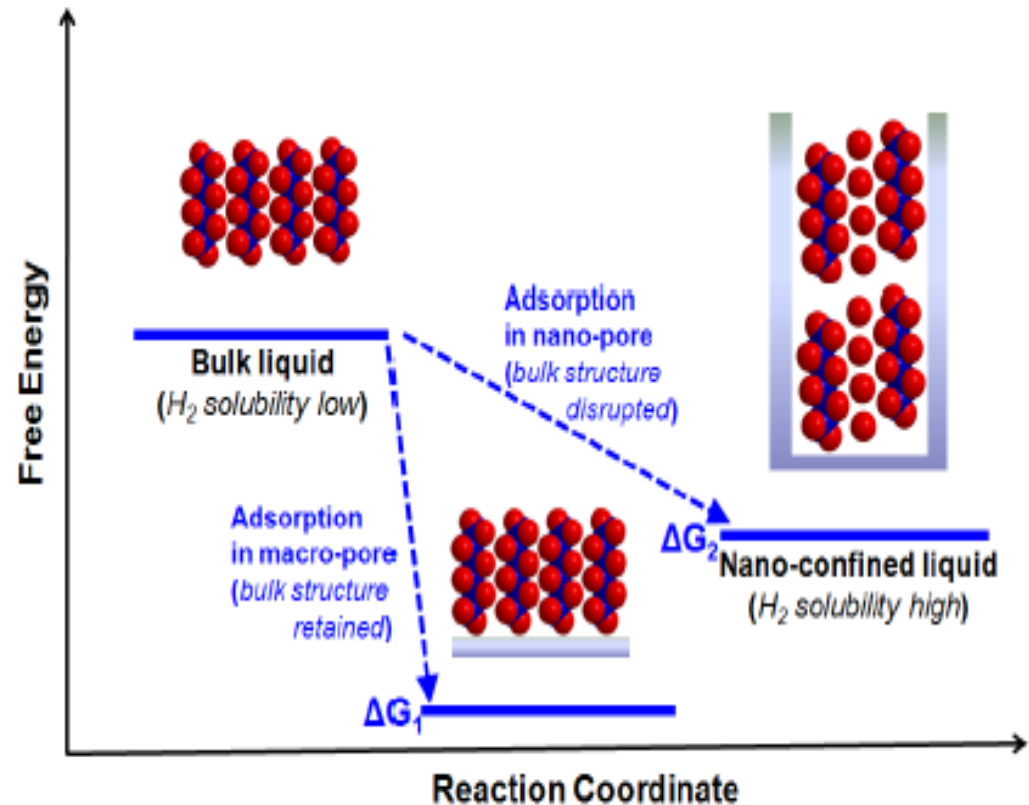 Free Energy
Bulk liquid
(H₂ solubility low)
Adsorption
in nano-pore
(bulk structure
disrupted)
Adsorption
in macro-pore
(bulk structure
retained)
ΔG₂
Nano-confined liquid
(H₂ solubility high)
ΔG₁
Reaction Coordinate